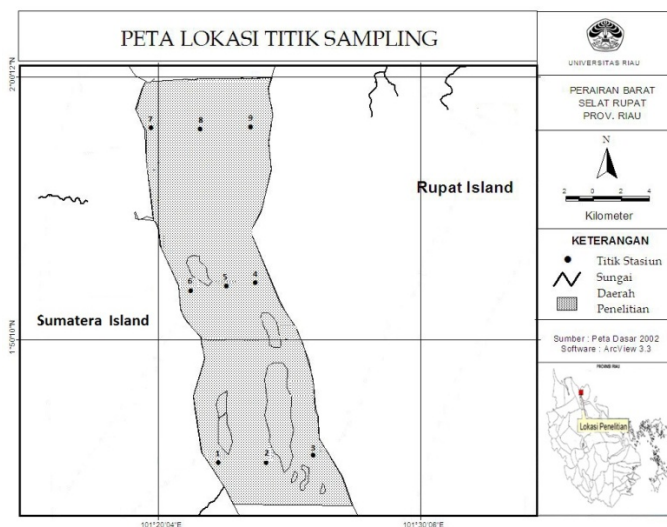 PETA LOKASI TITIK SAMPLING
UNIVERSITAS RIAU
PERAIRAN BARAT
SELAT RUPAT
PROV. RIAU
N
2 0 2 4
Kilometer
KETERANGAN
Titik Stasiun
Sungai
Daerah
Penelitian
Sumber : Peta Dasar 2002
Software : ArcView 3.3
PROVINSI RIAU
Lokasi Penelitian
7 8 9
Rupat Island
6 5 4
Sumatera Island
1 2 3
101°20'04"E
101°30'08"E